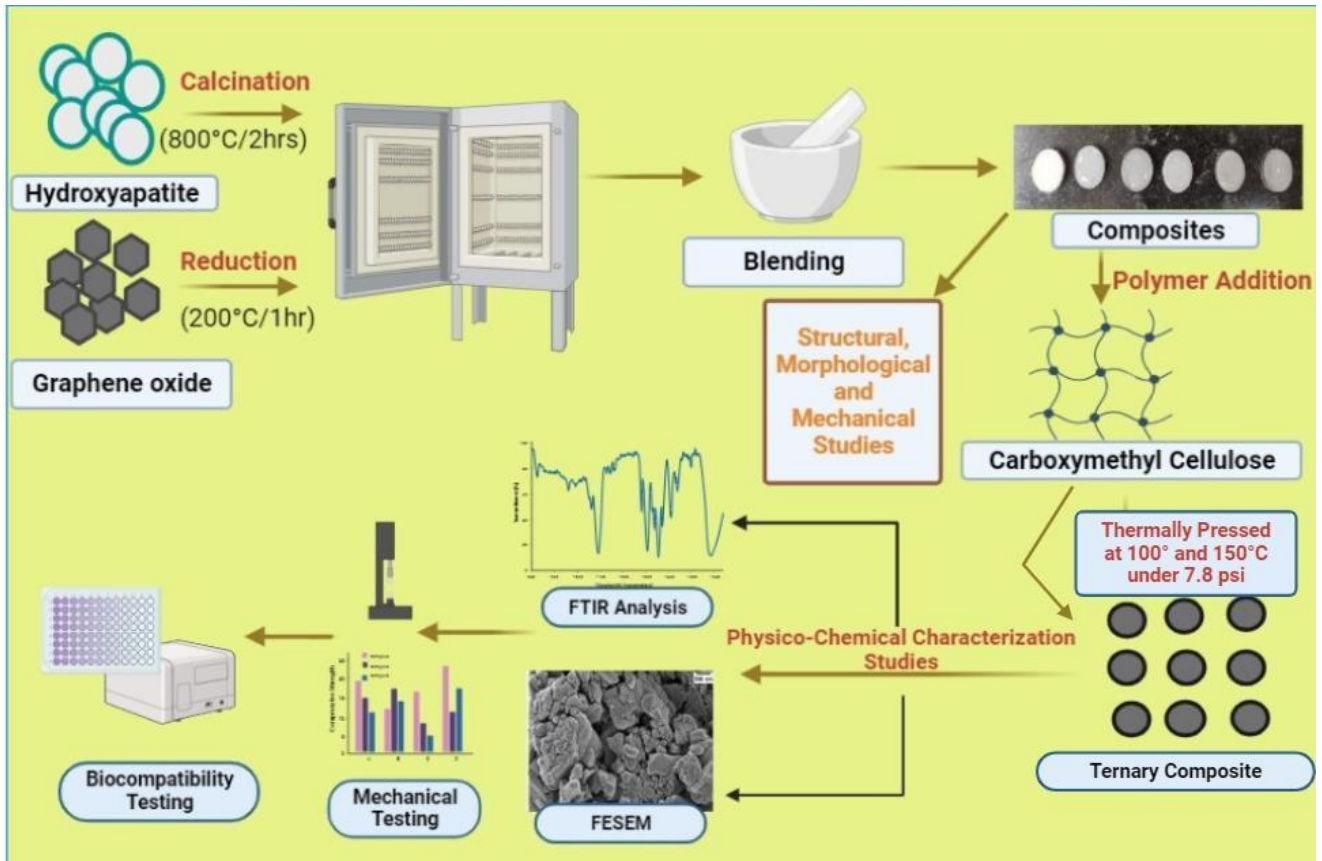 Calcination
(800°C/2hrs)
Hydroxyapatite
Reduction
(200°C/1hr)
Graphene oxide
Blending
Composites
Polymer Addition
Structural,
Morphological
and
Mechanical
Studies
Carboxymethyl Cellulose
Thermally Pressed
at 100° and 150°C
under 7.8 psi
Ternary Composite
Physico-Chemical Characterization
Studies
FTIR Analysis
FESEM
Compressive Strength
Mechanical
Testing
Biocompatibility
Testing